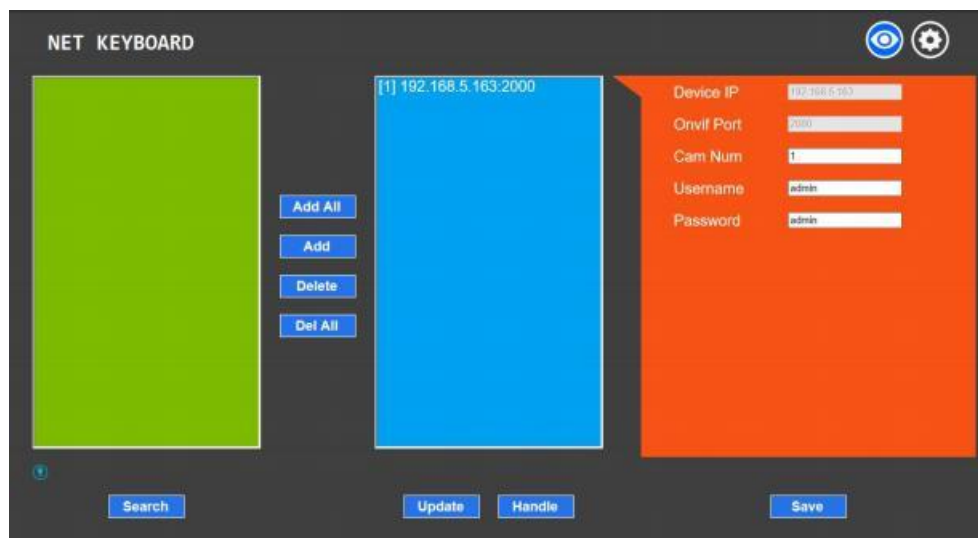 NET KEYBOARD
[1] 192.168.5.163:2000
Device IP 192.168.5.163
Onvif Port 2000
Cam Num 1
Username admin
Password admin
Add All
Add
Delete
Del All
Search
Update
Handle
Save